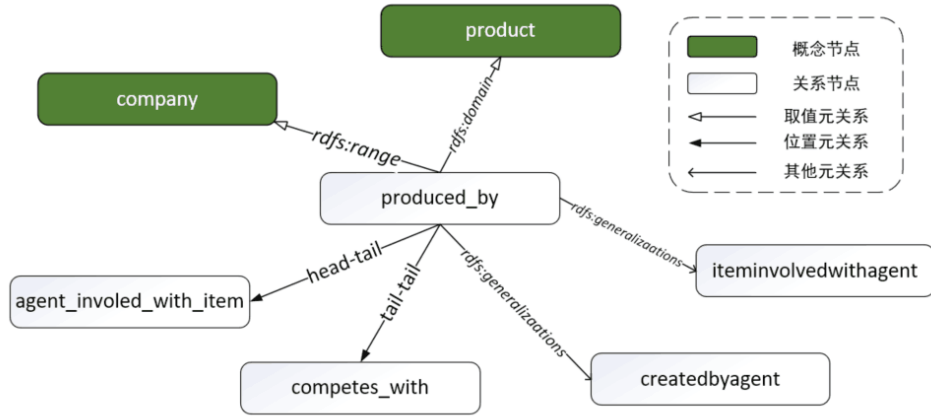 product
概念节点
company
关系节点
rdfs:domain
取值元关系
rdfs:range
位置元关系
其他元关系
produced_by
rdfs:generalizaations
head-tail
iteminvolvedwithagent
agent_involed_with_item
tail-tail
rdfs:generalizaations
competes_with
createdbyagent